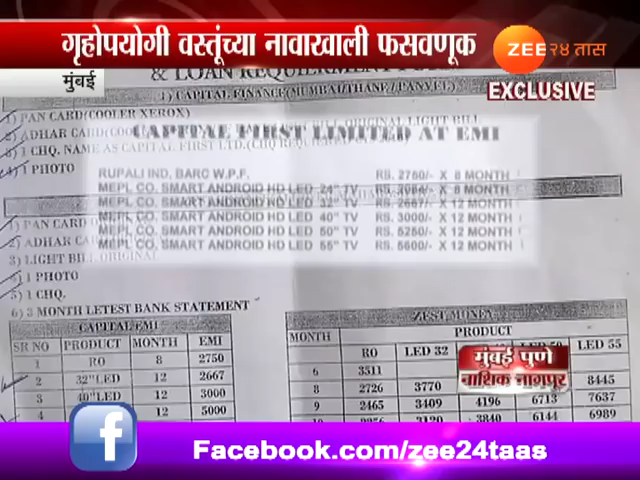 गृहोपयोगी वस्तूंच्या नावाखाली फसवणूक
ZEE २४ तास
मुंबई
EXCLUSIVE
& LOAN
1) CAPITAL FINANCE(MUMBAI/THANE/PANVEL)
1) PAN CARD(COOLER XEROX)
ORIGINAL LIGHT BILL
ADHAR CARD
CAPITAL FIRST LIMITED AT EMI
1 CHQ. NAME AS CAPITAL FIRST LTD.
4) 1 PHOTO
RUPALI IND. BARC W.P.F. RS. 2750/- X 8 MONTH
MEPL CO. SMART ANDROID HD LED 24" TV X 8 MONTH
MEPL CO. SMART ANDROID HD LED 32" TV RS. 2667/- X 12 MONTH
MEPL CO. SMART ANDROID HD LED 40" TV RS. 3000/- X 12 MONTH
MEPL CO. SMART ANDROID HD LED 50" TV RS. 5250/- X 12 MONTH
MEPL CO. SMART ANDROID HD LED 55" TV RS. 5600/- X 12 MONTH
1) PAN CARD
2) ADHAR
3) LIGHT BILL ORIGINAL
1 PHOTO
5) 1 CHQ.
6) 3 MONTH LETEST BANK STATEMENT
CAPITAL EMI
SR NO PRODUCT MONTH EMI
1 RO 8 2750
2 32"LED 12 2667
3 40"LED 12 3000
4 12 5000
ZEST MONEY
MONTH PRODUCT
RO LED 32 LED 55
6 3511
8 2726 3770 8445
9 2465 3409 4196 6713 7637
3120 3840 6144 6989
मुंबई पुणे
नाशिक नागपूर
Facebook.com/zee24taas